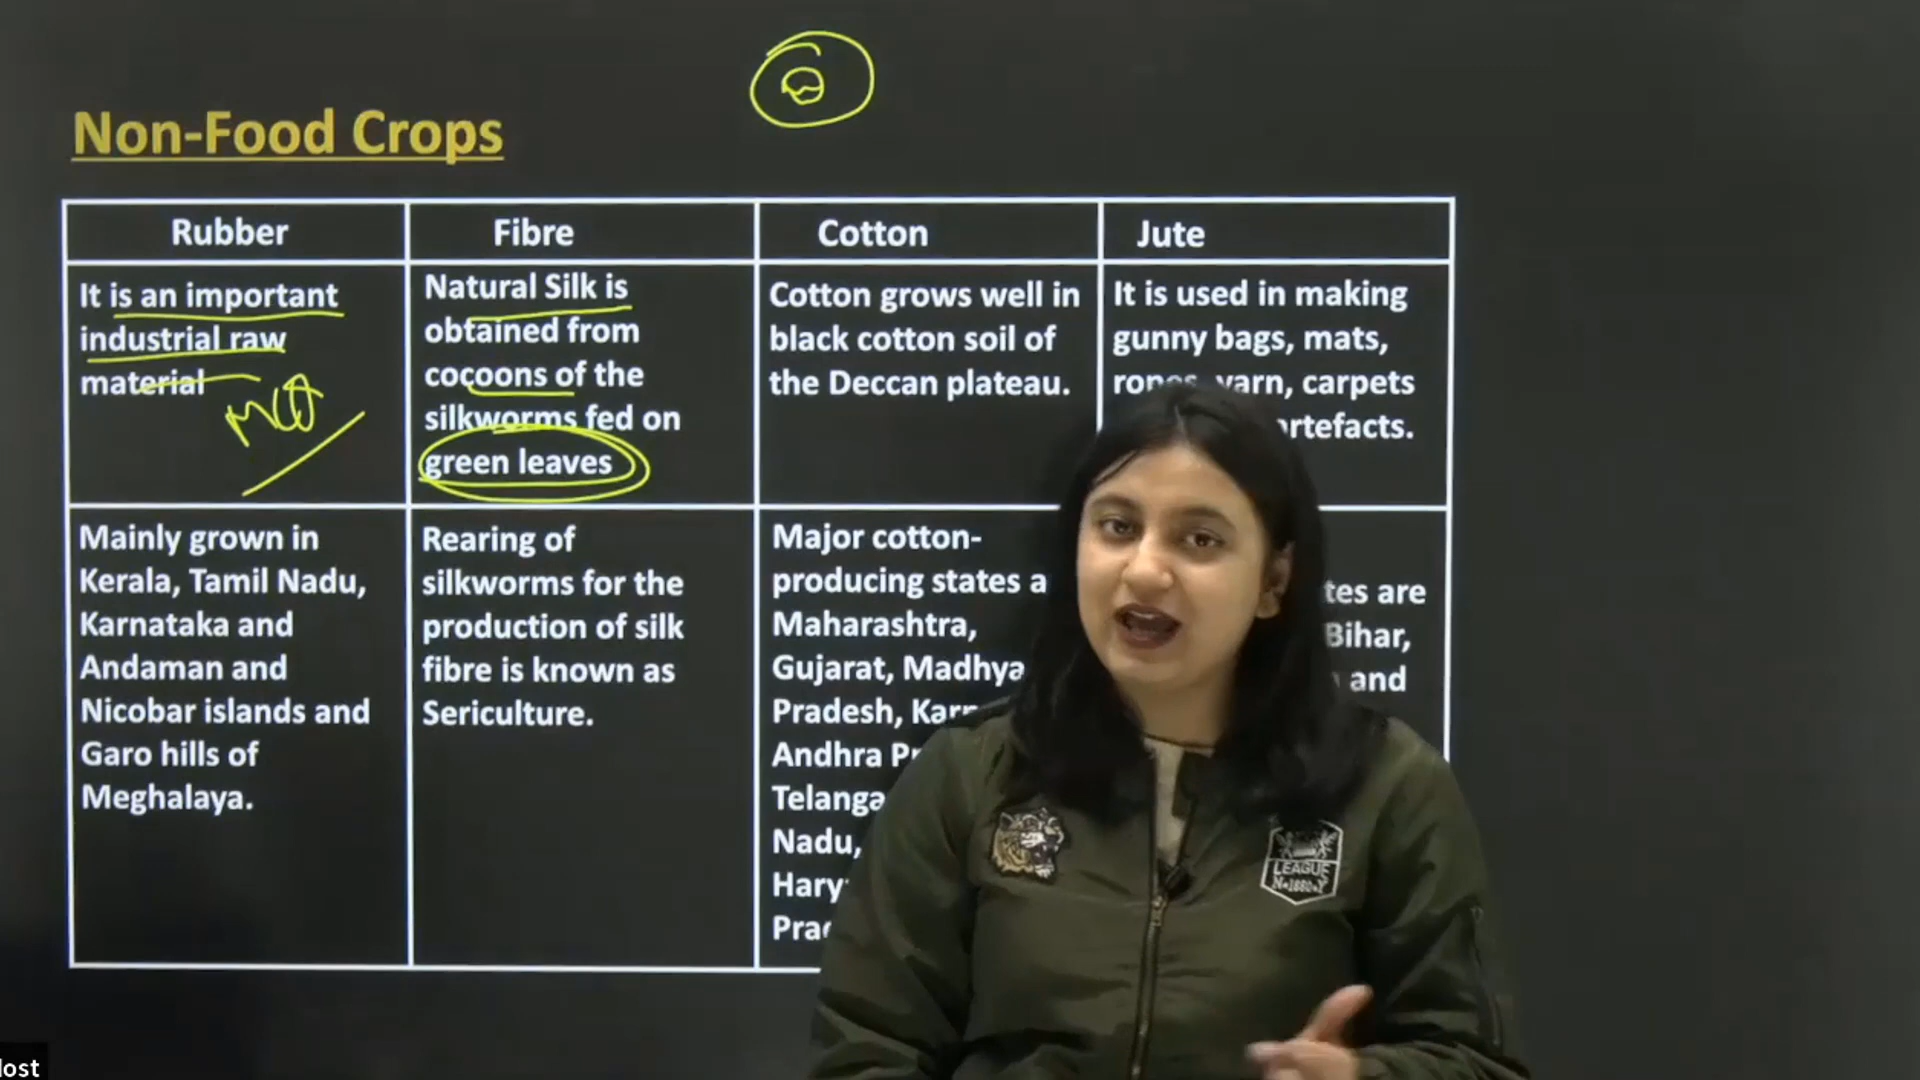 Non-Food Crops
Rubber
Fibre
Cotton
Jute
It is an important
industrial raw
material
MCQ
Natural Silk is
obtained from
cocoons of the
silkworms fed on
green leaves
Cotton grows well in
black cotton soil of
the Deccan plateau.
It is used in making
gunny bags, mats,
ropes, yarn, carpets
Mainly grown in
Kerala, Tamil Nadu,
Karnataka and
Andaman and
Nicobar islands and
Garo hills of
Meghalaya.
Rearing of
silkworms for the
production of silk
fibre is known as
Sericulture.
Major cotton-
producing states a
Maharashtra,
Gujarat, Madhya
Pradesh,
Andhra
Nadu,
are
Bihar,
and
LEAGUE